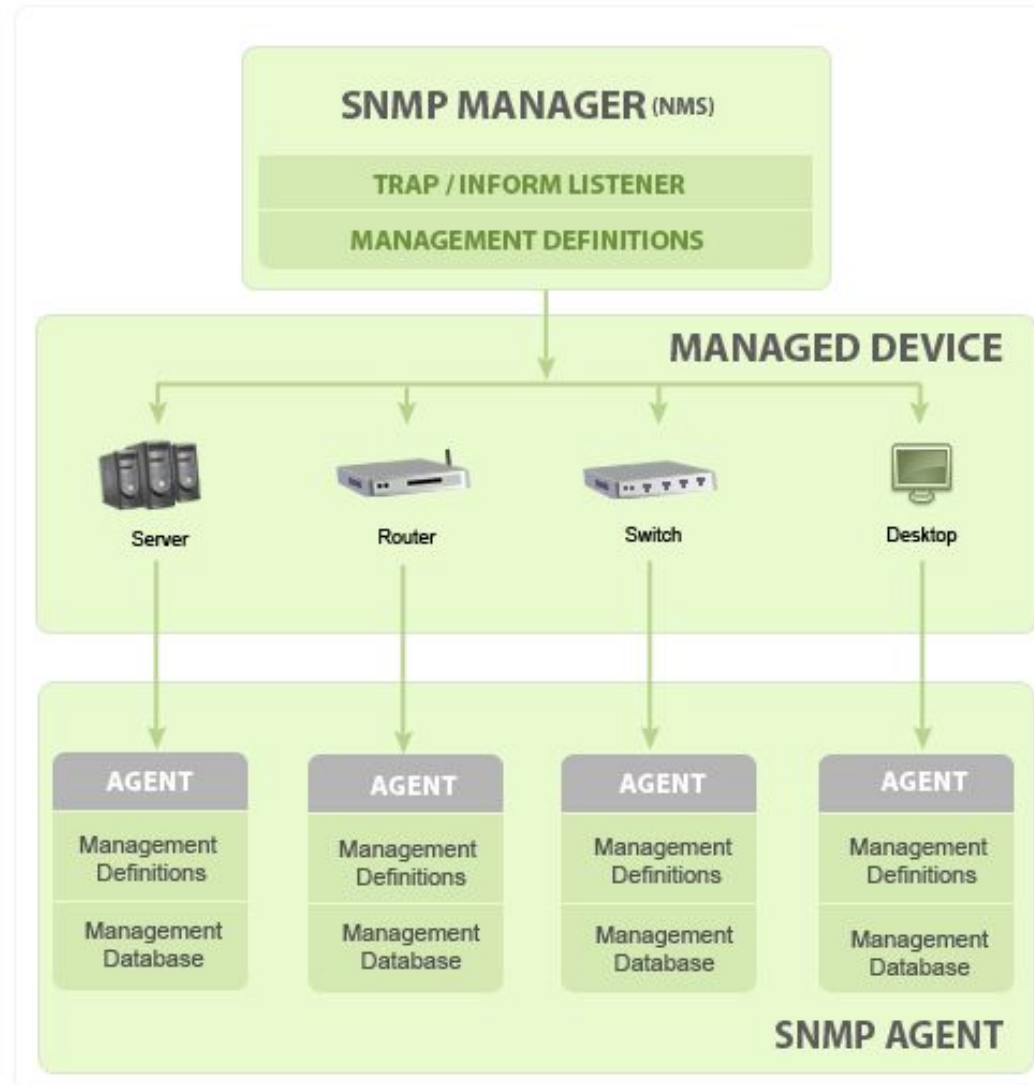 SNMP MANAGER (NMS)
TRAP / INFORM LISTENER
MANAGEMENT DEFINITIONS
MANAGED DEVICE
Server
Router
Switch
Desktop
AGENT
Management
Definitions
Management
Database
AGENT
Management
Definitions
Management
Database
AGENT
Management
Definitions
Management
Database
AGENT
Management
Definitions
Management
Database
SNMP AGENT